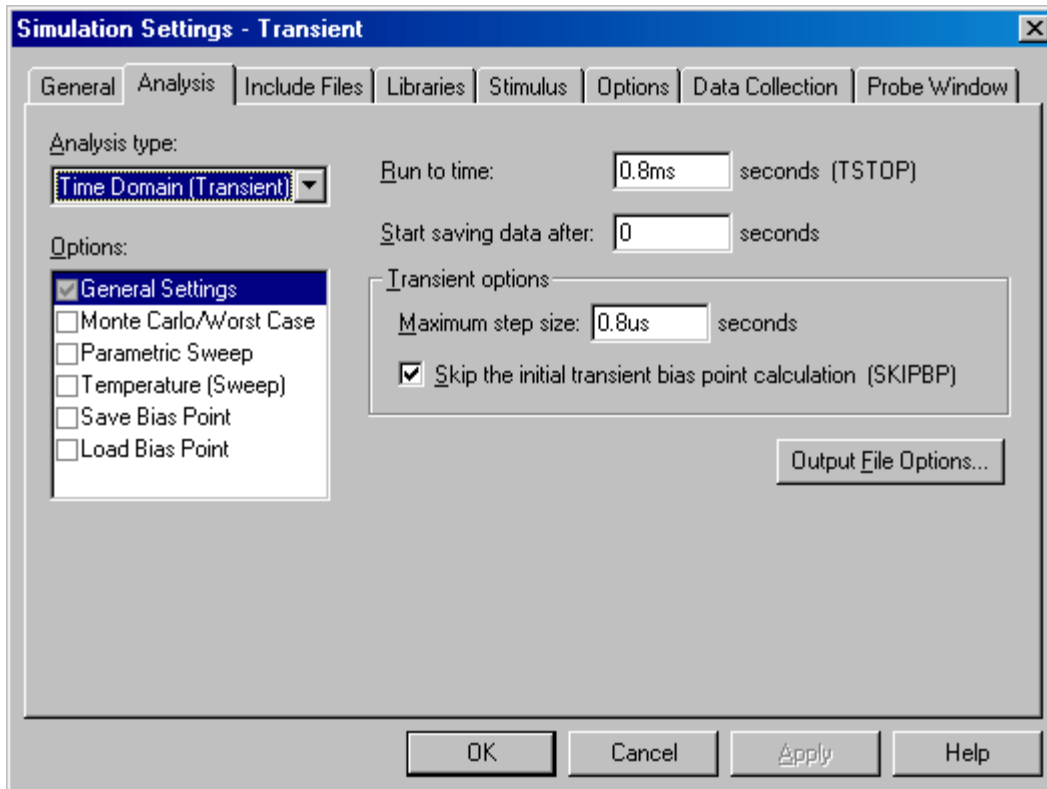 Simulation Settings - Transient
General Analysis Include Files Libraries Stimulus Options Data Collection Probe Window
Analysis type:
Time Domain (Transient)
Options:
General Settings
Monte Carlo/Worst Case
Parametric Sweep
Temperature (Sweep)
Save Bias Point
Load Bias Point
Run to time: 0.8ms seconds (TSTOP)
Start saving data after: 0 seconds
Transient options
Maximum step size: 0.8us seconds
Skip the initial transient bias point calculation (SKIPBP)
Output File Options...
OK Cancel Apply Help